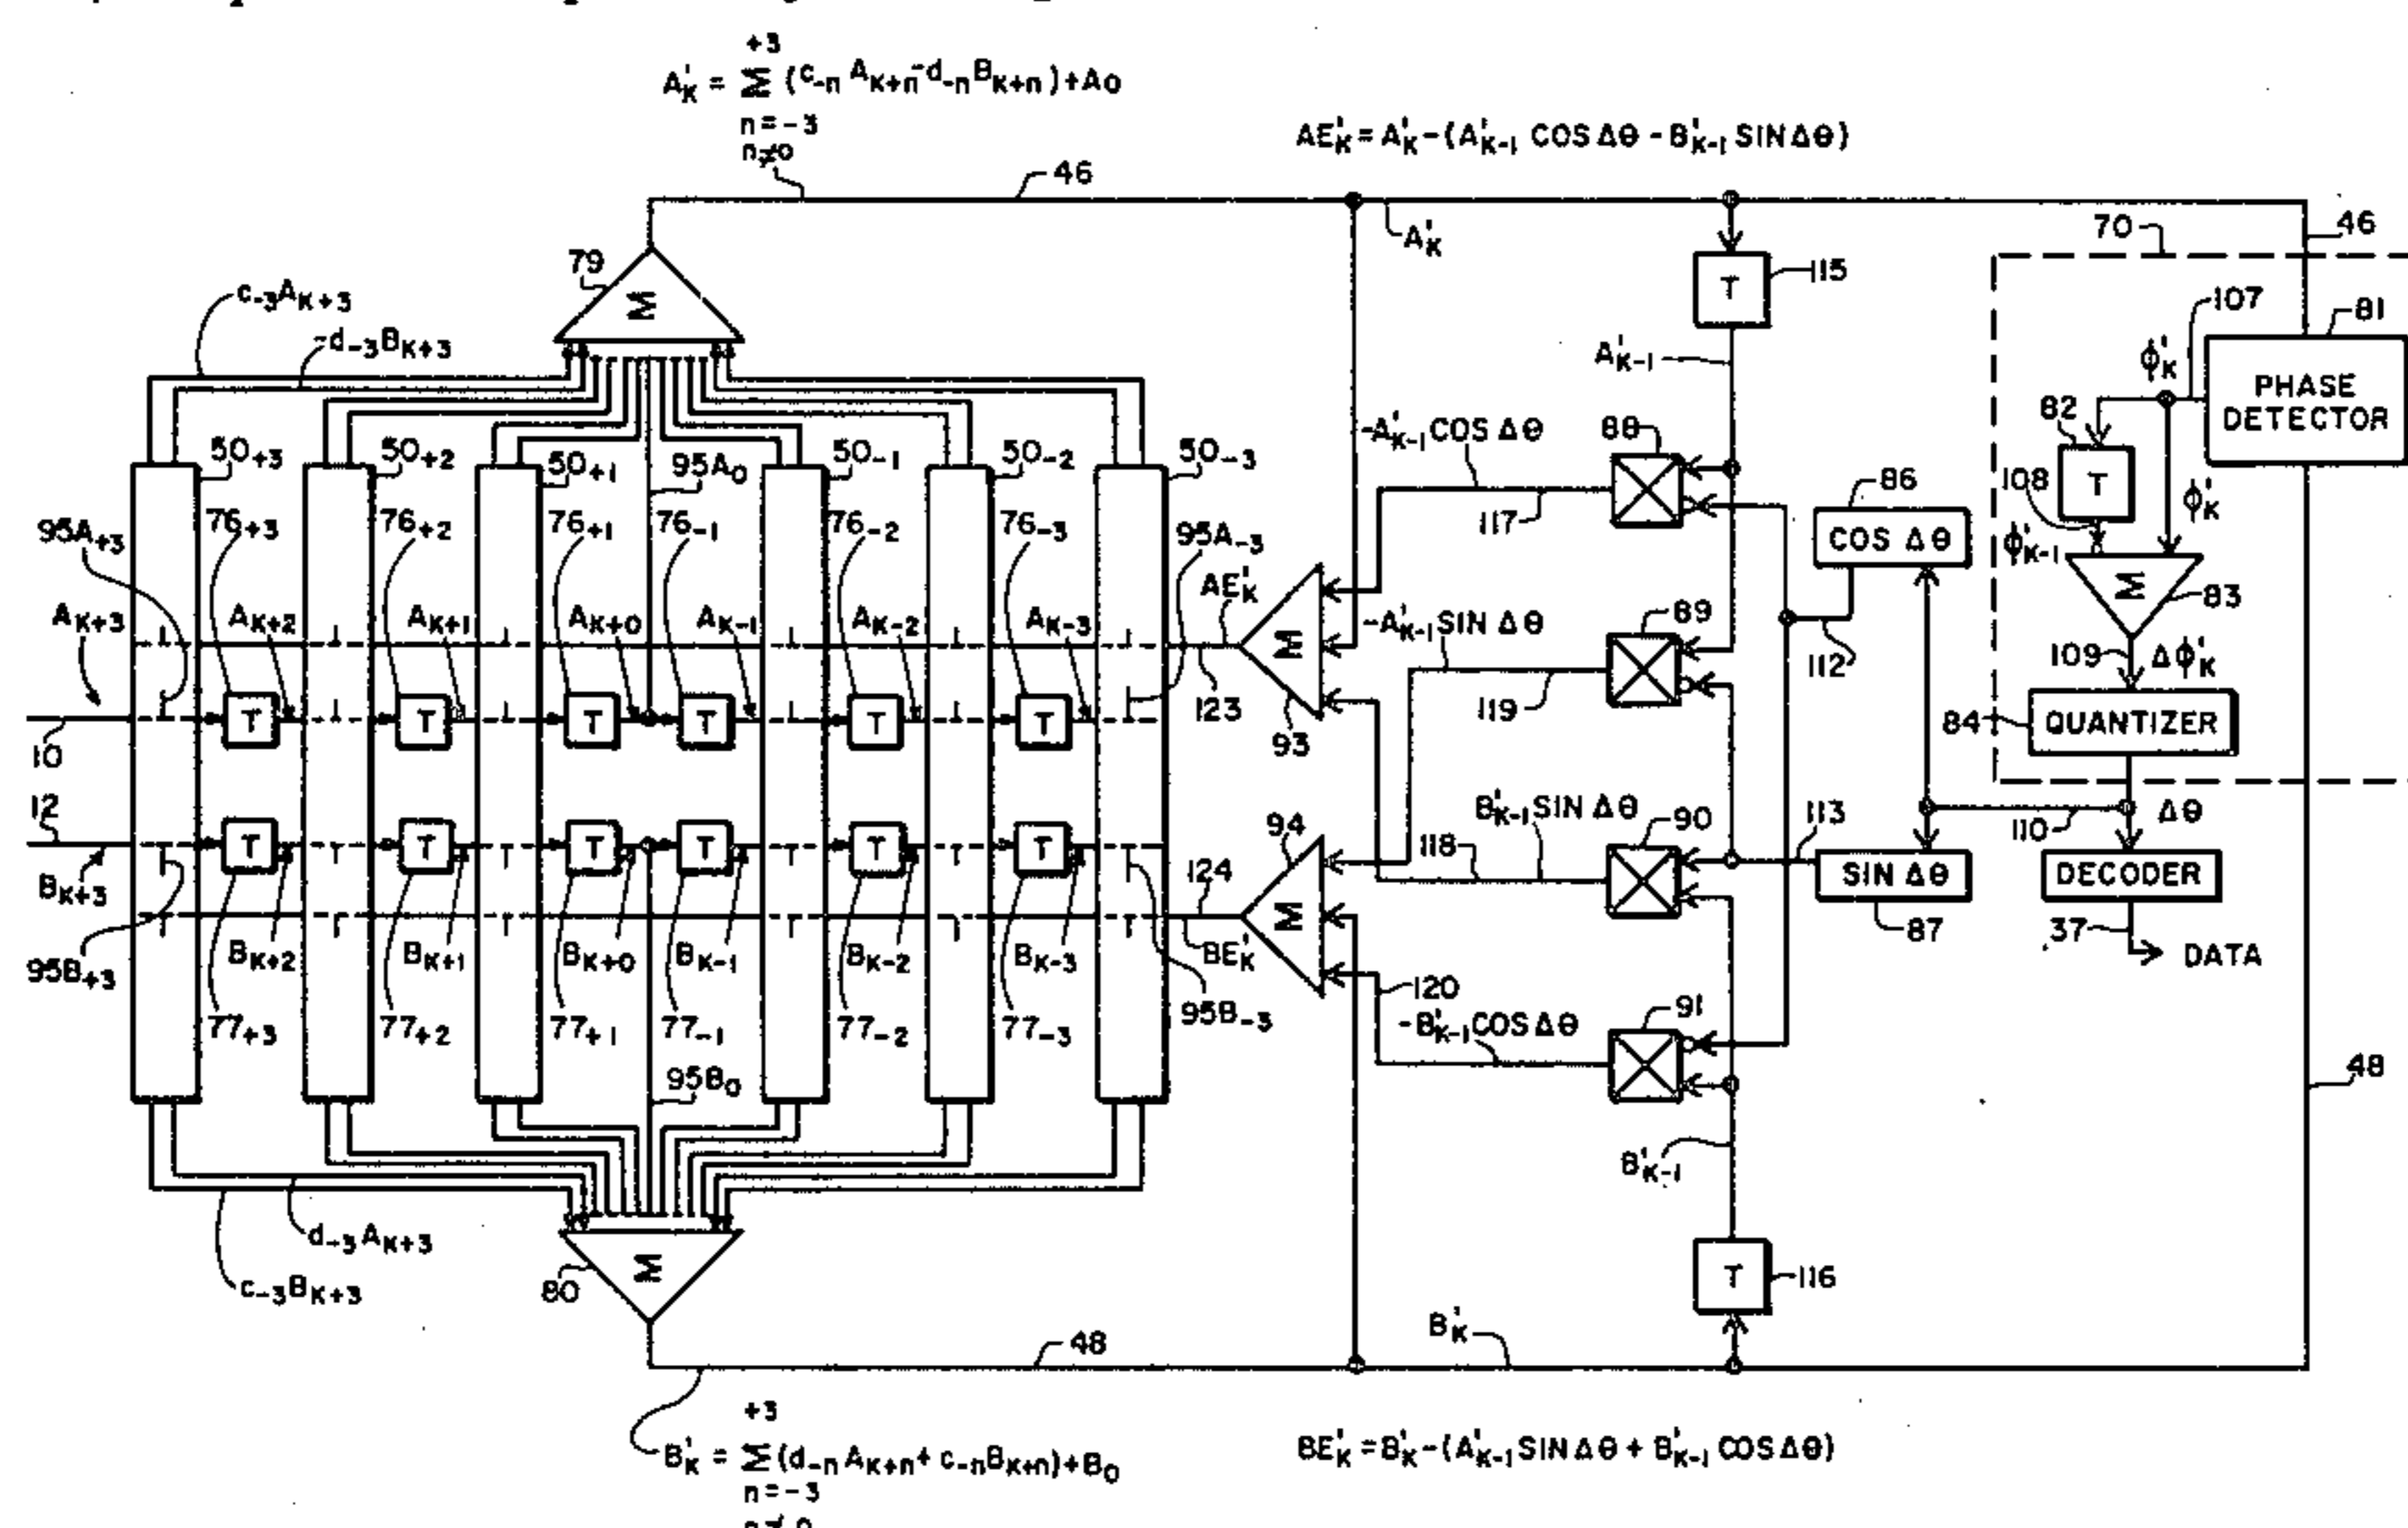 +3
A'K = Σ (c-n AK+n -d-n BK+n) + A0
n = -3
n≠0
AE'K = A'K - (A'K-1 COS Δθ - B'K-1 SIN Δθ)
46
A'K
70
46
79
T
115
107
81
c-3AK+3
-d-3BK+3
A'K-1
ϕ'K
PHASE DETECTOR
82
T
108
ϕ'K
ϕ'K-1
Σ
83
109
Δϕ'K
84
QUANTIZER
50+3
50+2
50+1
95A0
50-1
50-2
50-3
-A'K-1 COS Δθ
88
117
86
COS Δθ
112
95A+3
76+3
76+2
76+1
76-1
76-2
76-3
95A-3
AE'K
-A'K-1 SIN Δθ
89
119
AK+3
AK+2
AK+1
AK+0
AK-1
AK-2
AK-3
Σ
93
123
10
T
T
T
T
T
T
12
T
T
T
T
T
T
BK+3
95B+3
BK+2
BK+1
BK+0
BK-1
BK-2
BK-3
94
Σ
124
BE'K
95B-3
B'K-1 SIN Δθ
118
90
113
110
Δθ
SIN Δθ
87
DECODER
37
DATA
77+3
77+2
77+1
77-1
77-2
77-3
95B0
120
-B'K-1 COS Δθ
91
48
B'K-1
T
116
d-3AK+3
c-3BK+3
80
Σ
48
B'K
+3
B'K = Σ (d-n AK+n + c-n BK+n) + B0
n = -3
BE'K = B'K - (A'K-1 SIN Δθ + B'K-1 COS Δθ)